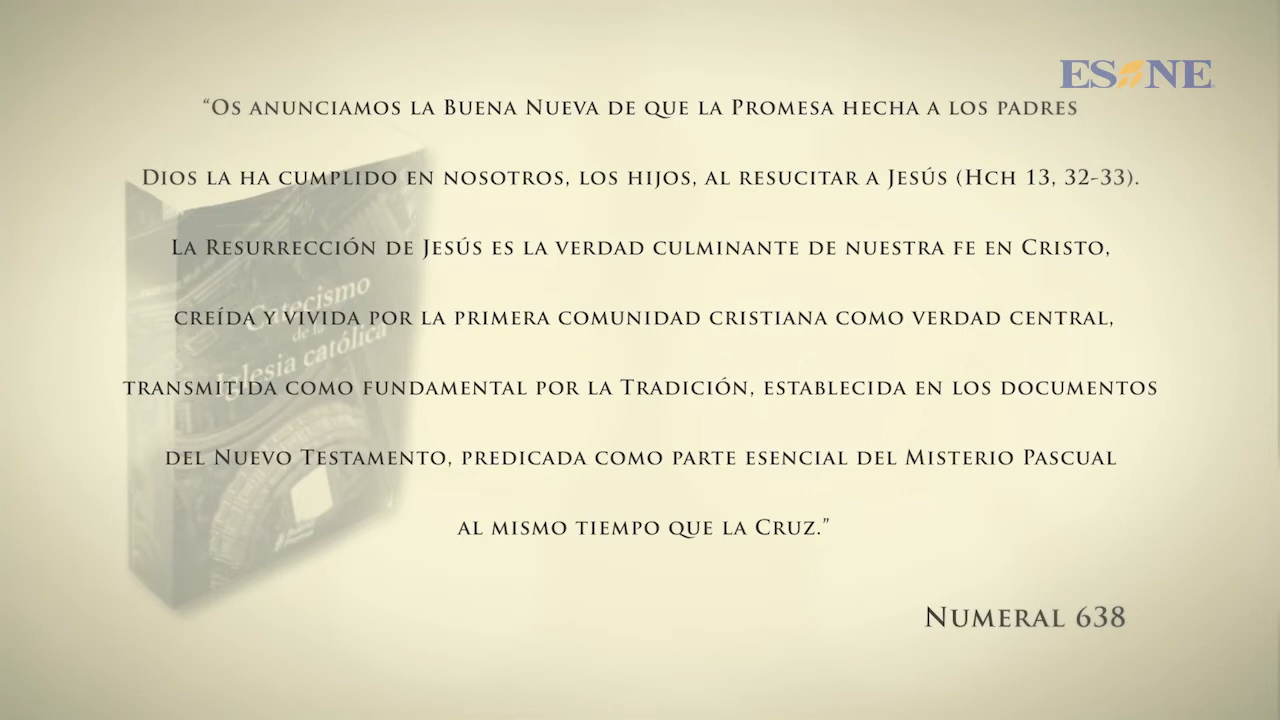 ESNE
“Os anunciamos la Buena Nueva de que la Promesa hecha a los padres
Dios la ha cumplido en nosotros, los hijos, al resucitar a Jesús (Hch 13, 32-33).
La Resurrección de Jesús es la verdad culminante de nuestra fe en Cristo,
creída y vivida por la primera comunidad cristiana como verdad central,
transmitida como fundamental por la Tradición, establecida en los documentos
del Nuevo Testamento, predicada como parte esencial del Misterio Pascual
al mismo tiempo que la Cruz.”
Numeral 638
Catecismo
de la
Iglesia católica